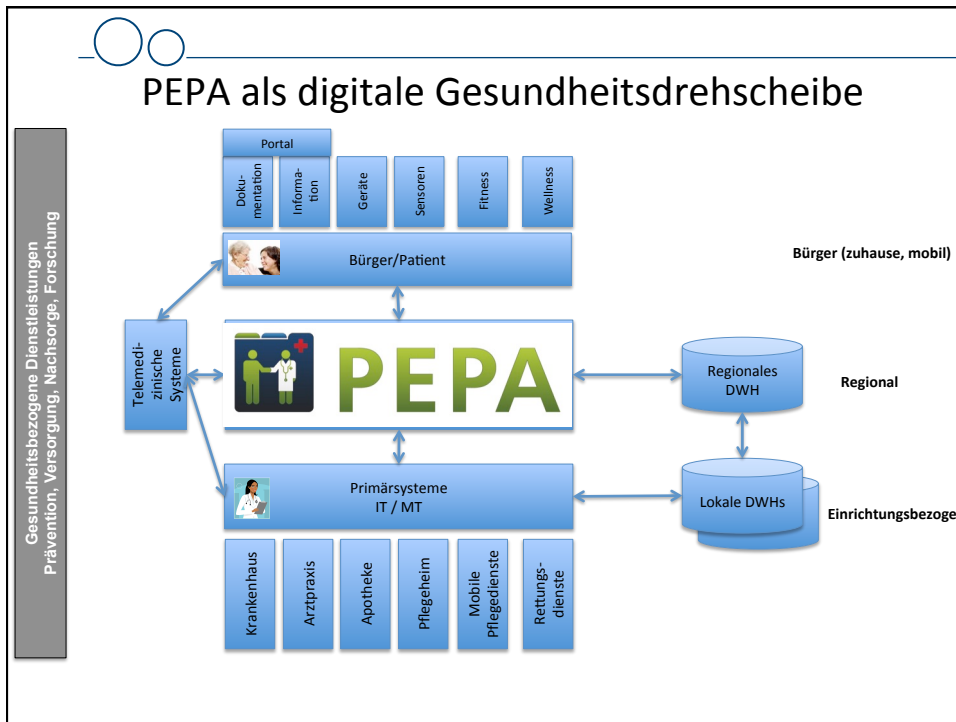 PEPA als digitale Gesundheitsdrehscheibe
Gesundheitsbezogene Dienstleistungen
Prävention, Versorgung, Nachsorge, Forschung
Portal
Doku-
mentation
Informa-
tion
Geräte
Sensoren
Fitness
Wellness
Bürger/Patient
Bürger (zuhause, mobil)
Telemedi-
zinische
Systeme
PEPA
Regionales
DWH
Regional
Primärsysteme
IT / MT
Lokale DWHs
Einrichtungsbezoge
Krankenhaus
Arztpraxis
Apotheke
Pflegeheim
Mobile
Pflegedienste
Rettungs-
dienste